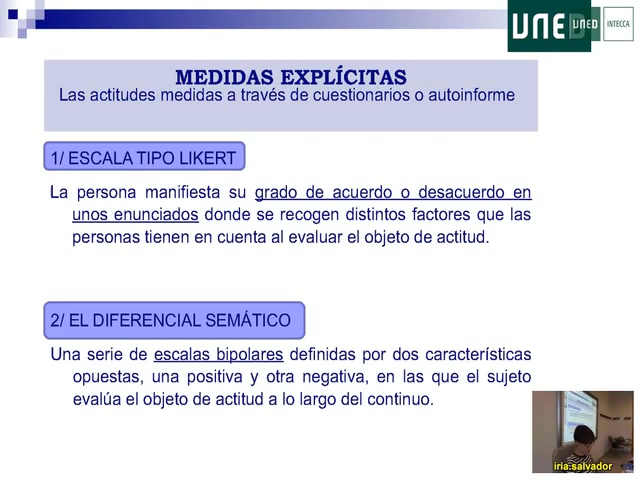 UNED
UNED
INTECCA
MEDIDAS EXPLÍCITAS
Las actitudes medidas a través de cuestionarios o autoinforme
1/ ESCALA TIPO LIKERT
La persona manifiesta su grado de acuerdo o desacuerdo en
unos enunciados donde se recogen distintos factores que las
personas tienen en cuenta al evaluar el objeto de actitud.
2/ EL DIFERENCIAL SEMÁTICO
Una serie de escalas bipolares definidas por dos características
opuestas, una positiva y otra negativa, en las que el sujeto
evalúa el objeto de actitud a lo largo del continuo.
iria.salvador